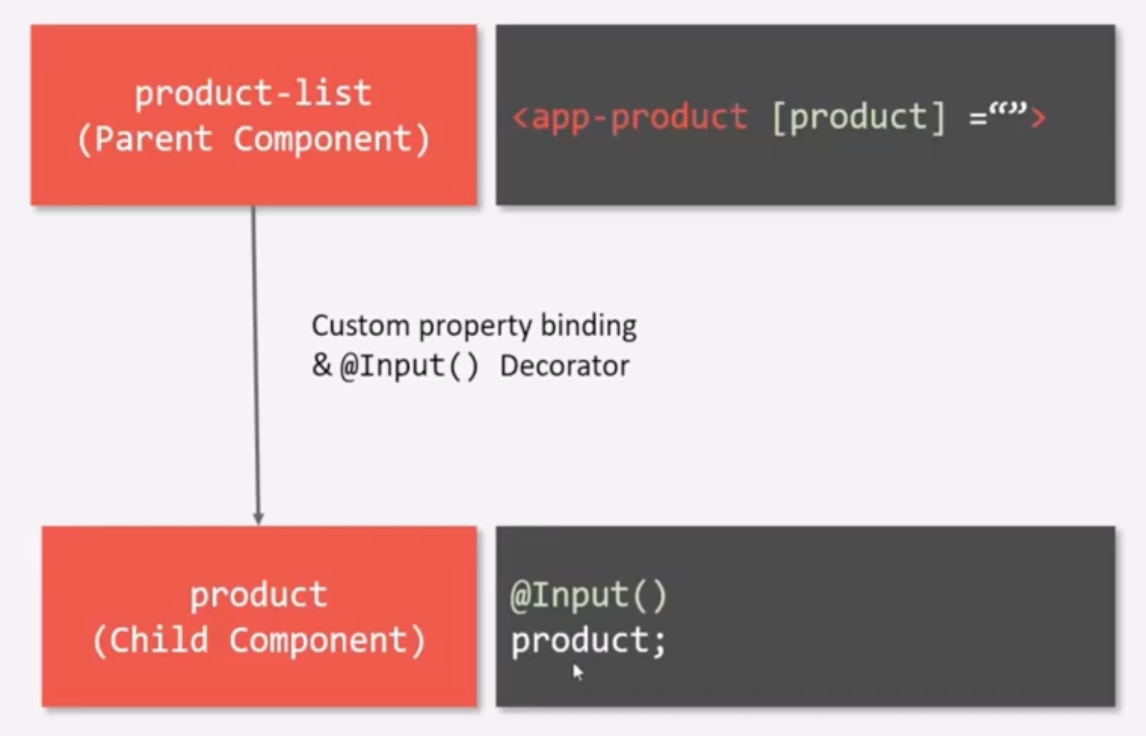 product-list
(Parent Component)
<app-product [product] =“”>
Custom property binding
& @Input() Decorator
product
(Child Component)
@Input()
product;